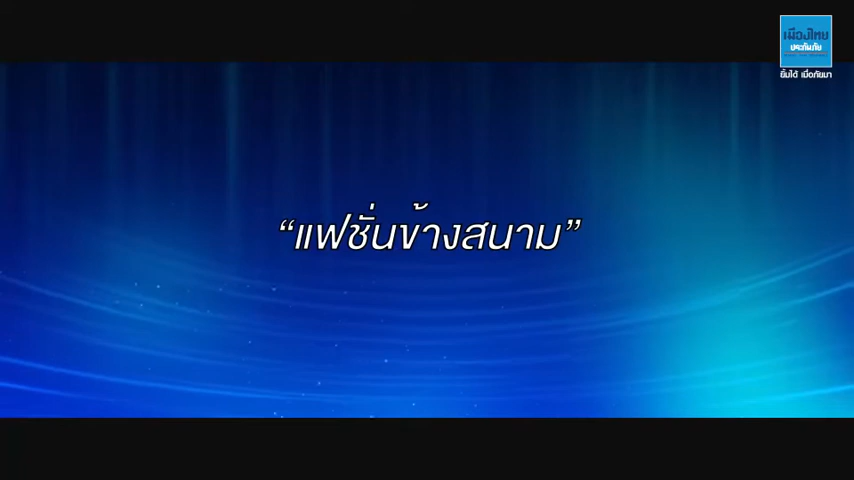 เมืองไทย
ประกันภัย
ยิ้มได้ เมื่อภัยมา
“แฟชั่นข้างสนาม”